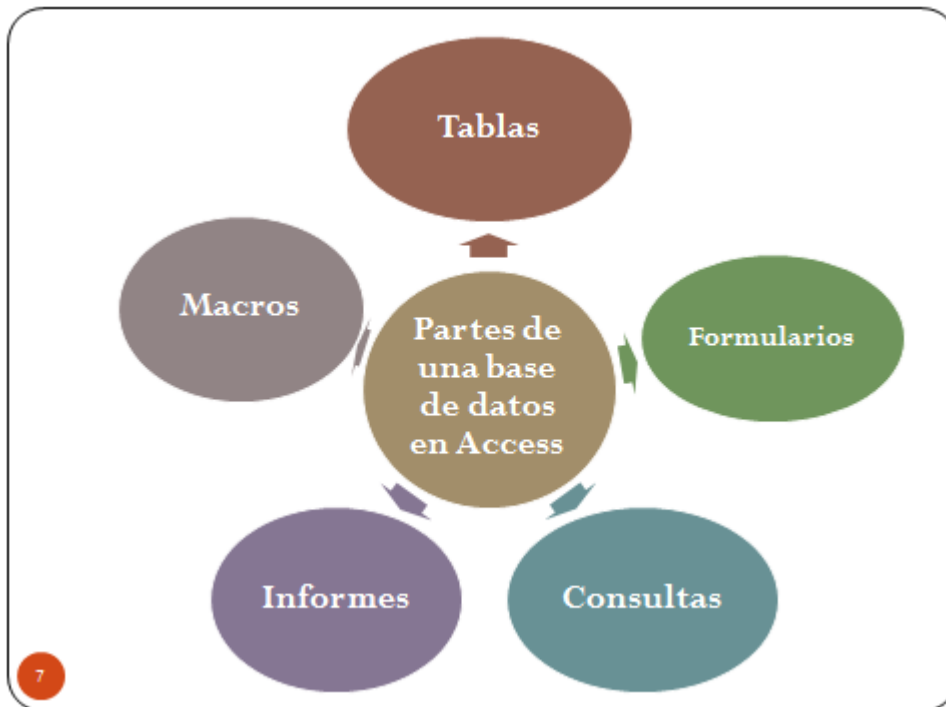 Tablas
Macros
Formularios
Partes de
una base
de datos
en Access
Informes
Consultas
7